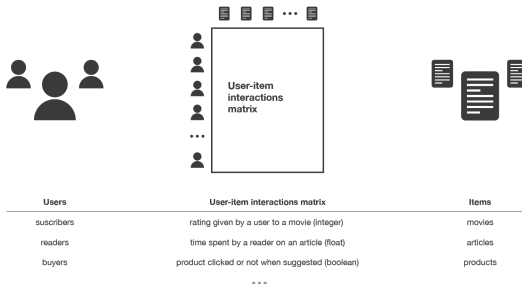 User-item
interactions
matrix
Users User-item interactions matrix Items
suscribers rating given by a user to a movie (integer) movies
readers time spent by a reader on an article (float) articles
buyers product clicked or not when suggested (boolean) products
...